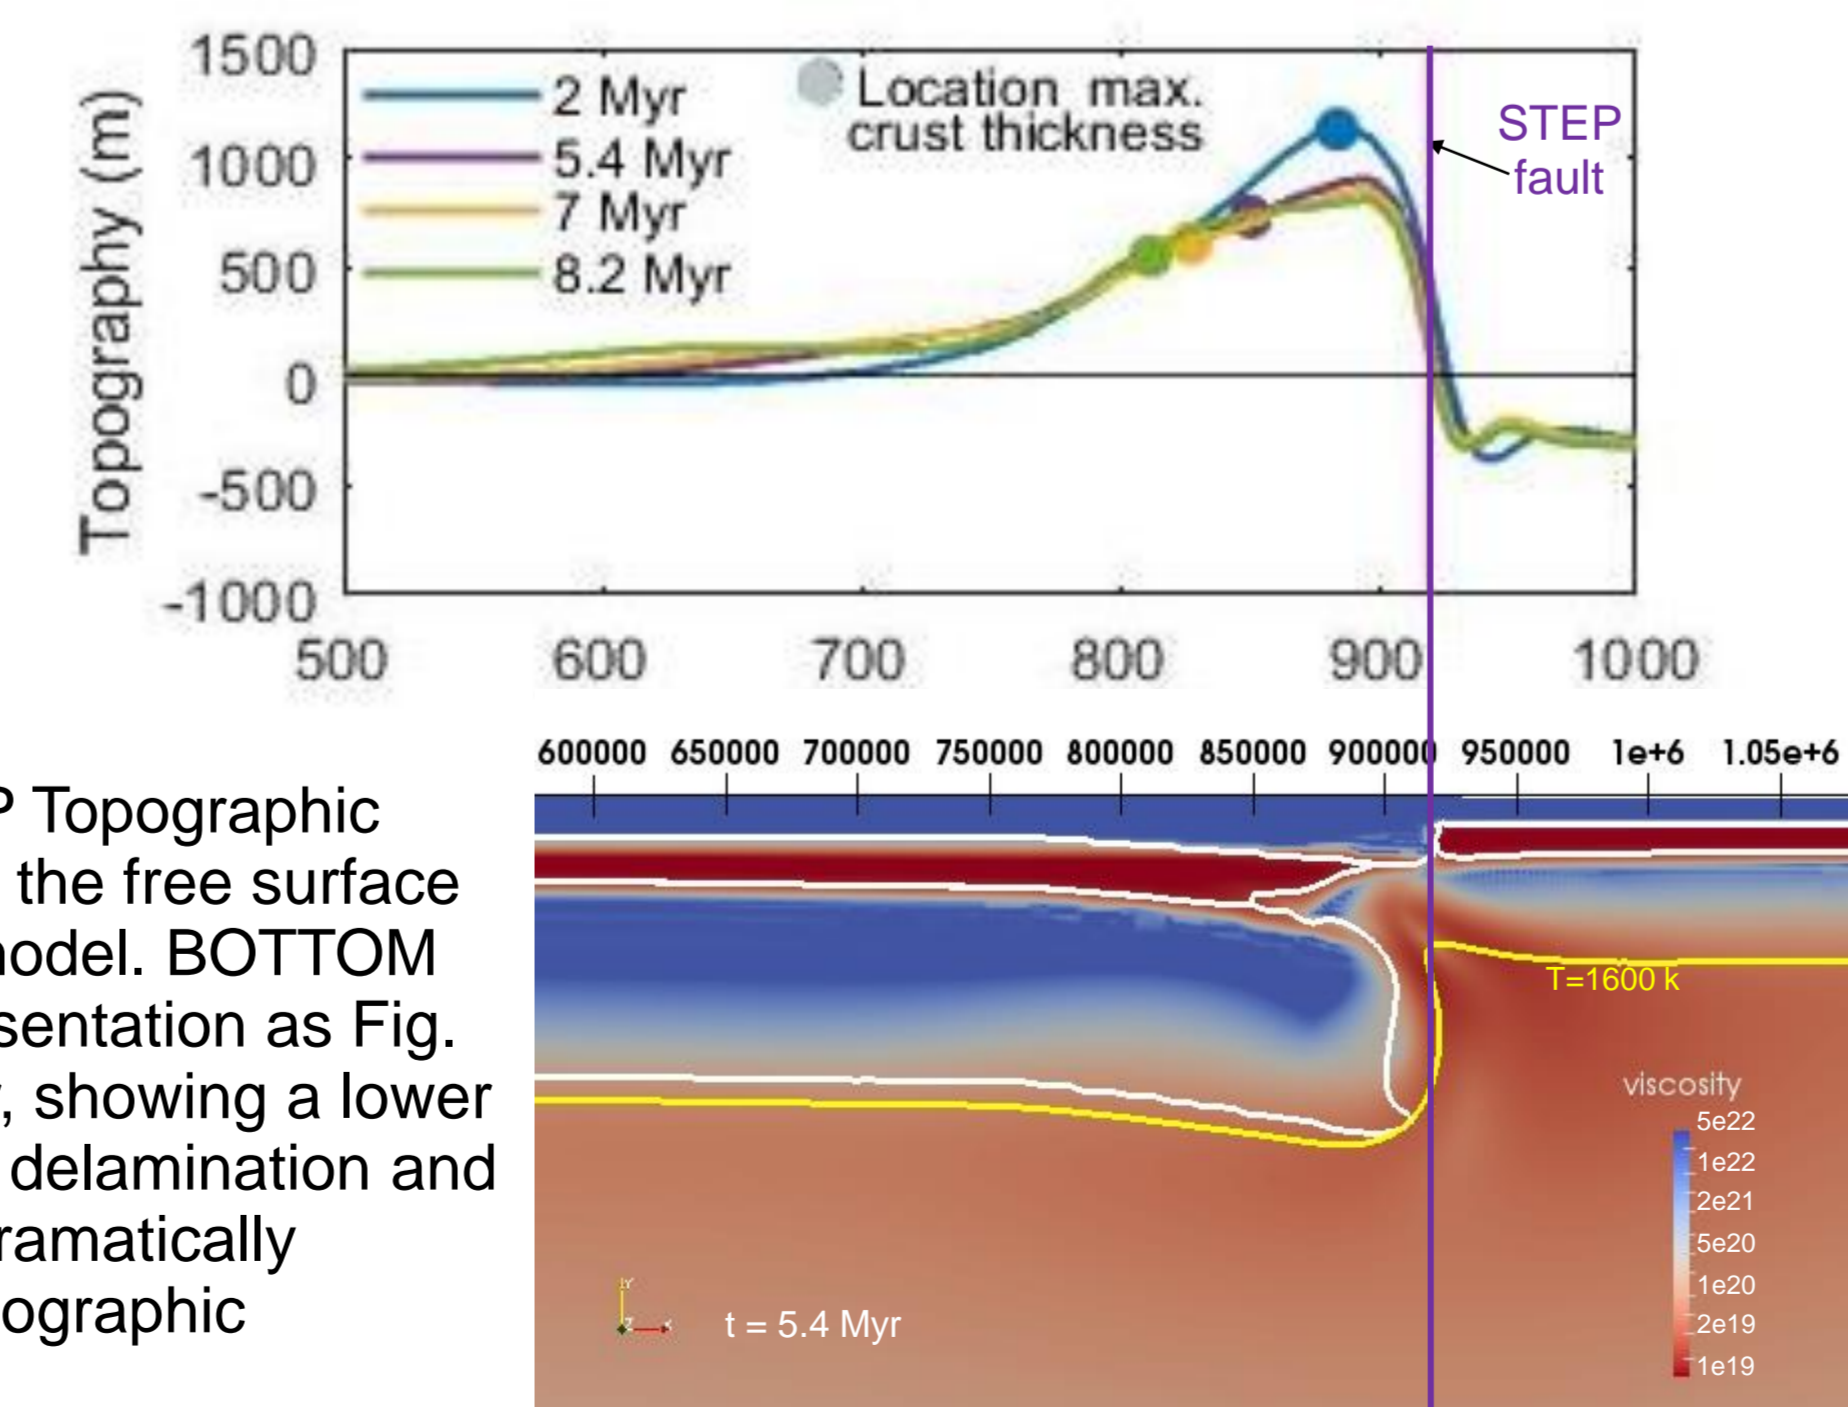 1500
1000
500
0
-500
-1000
Topography (m)
2 Myr
5.4 Myr
7 Myr
8.2 Myr
Location max.
crust thickness
STEP
fault
500 600 700 800 900 1000
600000 650000 700000 750000 800000 850000 900000 950000 1e+6 1.05e+6
P Topographic
the free surface
model. BOTTOM
sentation as Fig.
, showing a lower
delamination and
ramatically
ographic
T=1600 k
viscosity
5e22
1e22
2e21
5e20
1e20
2e19
1e19
Y
Z
X
t = 5.4 Myr